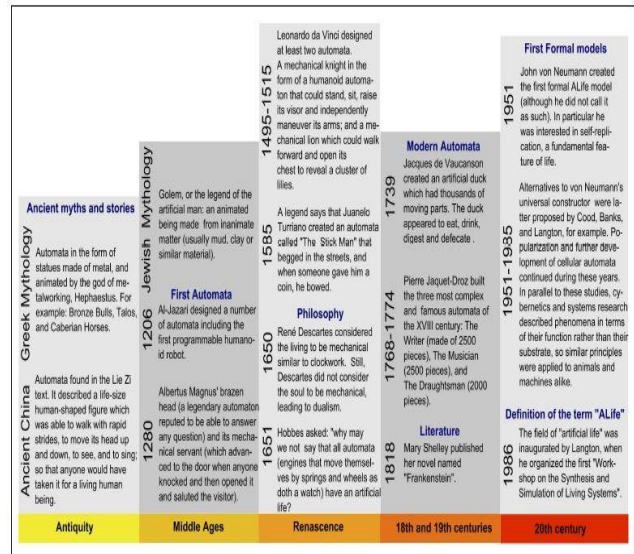 Ancient myths and stories
Greek Mythology
Automata in the form of
statues made of metal, and
animated by the god of me-
talworking, Hephaestus. For
example: Bronze Bulls, Talos,
and Caberian Horses.
Ancient China
Automata found in the Lie Zi
text. It described a life-size
human-shaped figure which
was able to walk with rapid
strides, to move its head up
and down, to see, and to sing;
so that anyone would have
taken it for a living human
being.
Antiquity
Jewish Mythology
Golem, or the legend of the
artificial man: an animated
being made from inanimate
matter (usually mud, clay or
similar material).
First Automata
1206
Al-Jazari designed a number
of automata including the
first programmable humano-
id robot.
1280
Albertus Magnus' brazen
head (a legendary automaton
reputed to be able to answer
any question) and its mecha-
nical servant (which advan-
ced to the door when anyone
knocked and then opened it
and saluted the visitor).
Middle Ages
1495-1515
Leonardo da Vinci designed
at least two automata.
A mechanical knight in the
form of a humanoid automa-
ton that could stand, sit, raise
its visor and independently
maneuver its arms; and a me-
chanical lion which could walk
forward and open its
chest to reveal a cluster of
lilies.
1585
A legend says that Juanelo
Turriano created an automata
called "The Stick Man" that
begged in the streets, and
when someone gave him a
coin, he bowed.
Philosophy
1650
René Descartes considered
the living to be mechanical
similar to clockwork. Still,
Descartes did not consider
the soul to be mechanical,
leading to dualism.
1651
Hobbes asked: "why may
we not say that all automata
(engines that move themsel-
ves by springs and wheels as
doth a watch) have an artificial
life?
Renascence
Modern Automata
1739
Jacques de Vaucanson
created an artificial duck
which had thousands of
moving parts. The duck
appeared to eat, drink,
digest and defecate .
1768-1774
Pierre Jaquet-Droz built
the three most complex
and famous automata of
the XVIII century: The
Writer (made of 2500
pieces), The Musician
(2500 pieces), and
The Draughtsman (2000
pieces).
Literature
1818
Mary Shelley published
her novel named
"Frankenstein".
18th and 19th centuries
First Formal models
1951
John von Neumann created
the first formal ALife model
(although he did not call it
as such). In particular he
was interested in self-repli-
cation, a fundamental fea-
ture of life.
1951-1985
Alternatives to von Neumann's
universal constructor were la-
ter proposed by Cood, Banks,
and Langton, for example. Po-
pularization and further deve-
lopment of cellular automata
continued during these years.
In parallel to these studies, cy-
bernetics and systems research
described phenomena in terms
of their function rather than their
substrate, so similar principles
were applied to animals and
machines alike.
Definition of the term "ALife"
1986
The field of "artificial life" was
inaugurated by Langton, when
he organized the first "Work-
shop on the Synthesis and
Simulation of Living Systems".
20th century